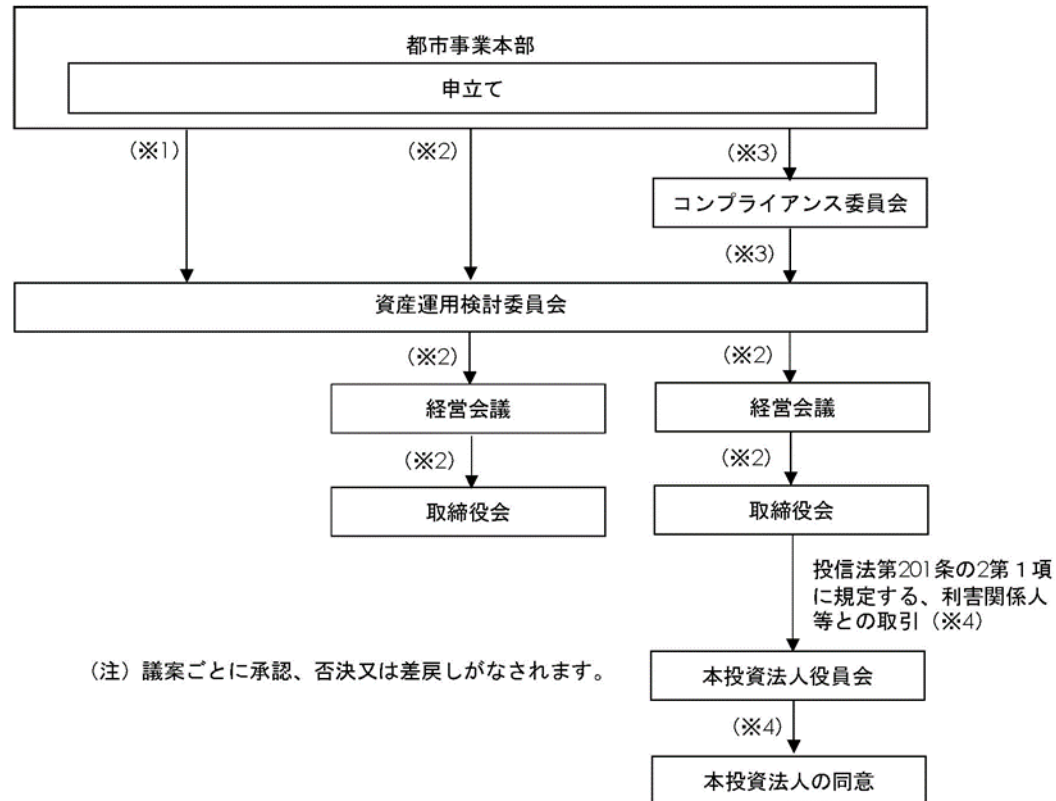 都市事業本部
申立て
(※1)
(※2)
(※3)
コンプライアンス委員会
(※3)
資産運用検討委員会
(※2)
(※2)
経営会議
経営会議
(※2)
(※2)
取締役会
取締役会
投信法第201条の2第1項
に規定する、利害関係人
等との取引(※4)
(注)議案ごとに承認、否決又は差戻しがなされます。
本投資法人役員会
(※4)
本投資法人の同意